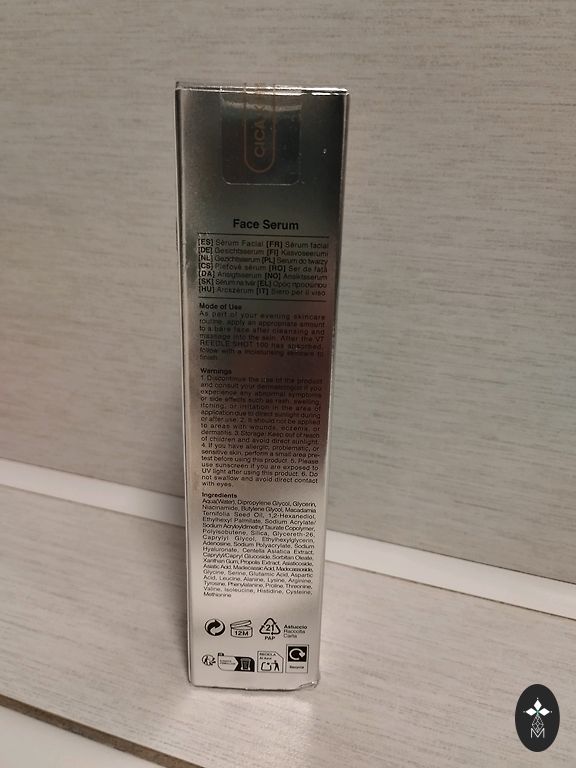 CICA
Face Serum
[ES] Sérum Facial [FR] Sérum facial
[DE] Gesichtsserum [FI] Kasvoseerumi
[NL] Gezichtsserum [PL] Serum do twarzy
[CS] Pleťové sérum [RO] Ser de față
[DA] Ansigtsserum [NO] Ansiktsserum
[SK] Sérum na tvár [EL] Ορός προσώπου
[HU] Arcszérum [IT] Siero per il viso
Mode of Use
As part of your evening skincare
routine, apply an appropriate amount
to a bare face after cleansing and
massage into the skin. After the VT
REEDLE SHOT 100 has absorbed,
follow with a moisturising skincare to
finish.
Warnings
1. Discontinue the use of the product
and consult your dermatologist if you
experience any abnormal symptoms
or side effects such as rash, swelling,
itching, or irritation in the area of
application due to direct sunlight during
or after use. 2. It should not be applied
to areas with wounds, eczema, or
dermatitis. 3. Storage: Keep out of reach
of children and avoid direct sunlight.
4. If you have allergic, problematic, or
sensitive skin, perform a small area pre-
test before using this product. 5. Please
use sunscreen if you are exposed to
UV light after using this product. 6. Do
not swallow and avoid direct contact
with eyes.
Ingredients
Aqua(Water), Dipropylene Glycol, Glycerin,
Niacinamide, Butylene Glycol, Macadamia
Ternifolia Seed Oil, 1,2-Hexanediol,
Ethylhexyl Palmitate, Sodium Acrylate/
Sodium Acryloyldimethyl Taurate Copolymer,
Polyisobutene, Silica, Glycereth-26,
Caprylyl Glycol, Ethylhexylglycerin,
Adenosine, Sodium Polyacrylate, Sodium
Hyaluronate, Centella Asiatica Extract,
Caprylyl/Capryl Glucoside, Sorbitan Oleate,
Xanthan Gum, Propolis Extract, Asiaticoside,
Asiatic Acid, Madecassic Acid, Madecassoside,
Glycine, Serine, Glutamic Acid, Aspartic
Acid, Leucine, Alanine, Lysine, Arginine,
Tyrosine, Phenylalanine, Proline, Threonine,
Valine, Isoleucine, Histidine, Cysteine,
Methionine
12M
21
PAP
Astuccio
Raccolta
Carta
RECICLA
Al Azul
Recycle
M